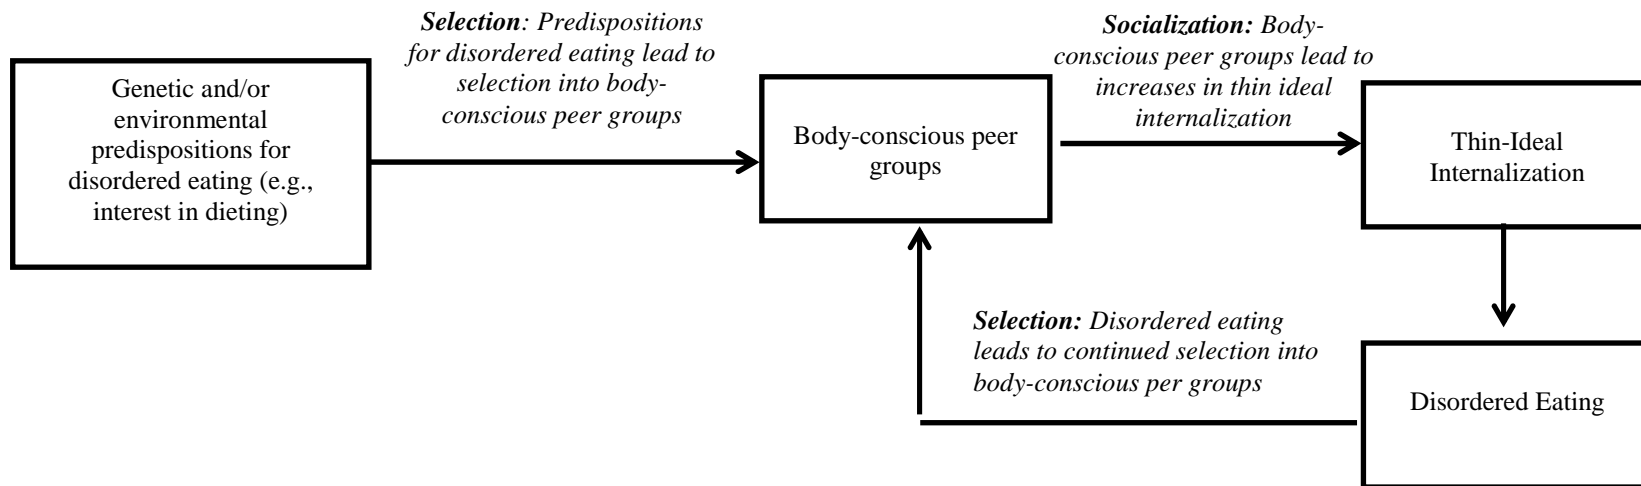 Selection: Predispositions
for disordered eating lead to
selection into body-
conscious peer groups
Socialization: Body-
conscious peer groups lead to
increases in thin ideal
internalization
Genetic and/or
environmental
predispositions for
disordered eating (e.g.,
interest in dieting)
Body-conscious peer
groups
Thin-Ideal
Internalization
Selection: Disordered eating
leads to continued selection into
body-conscious per groups
Disordered Eating